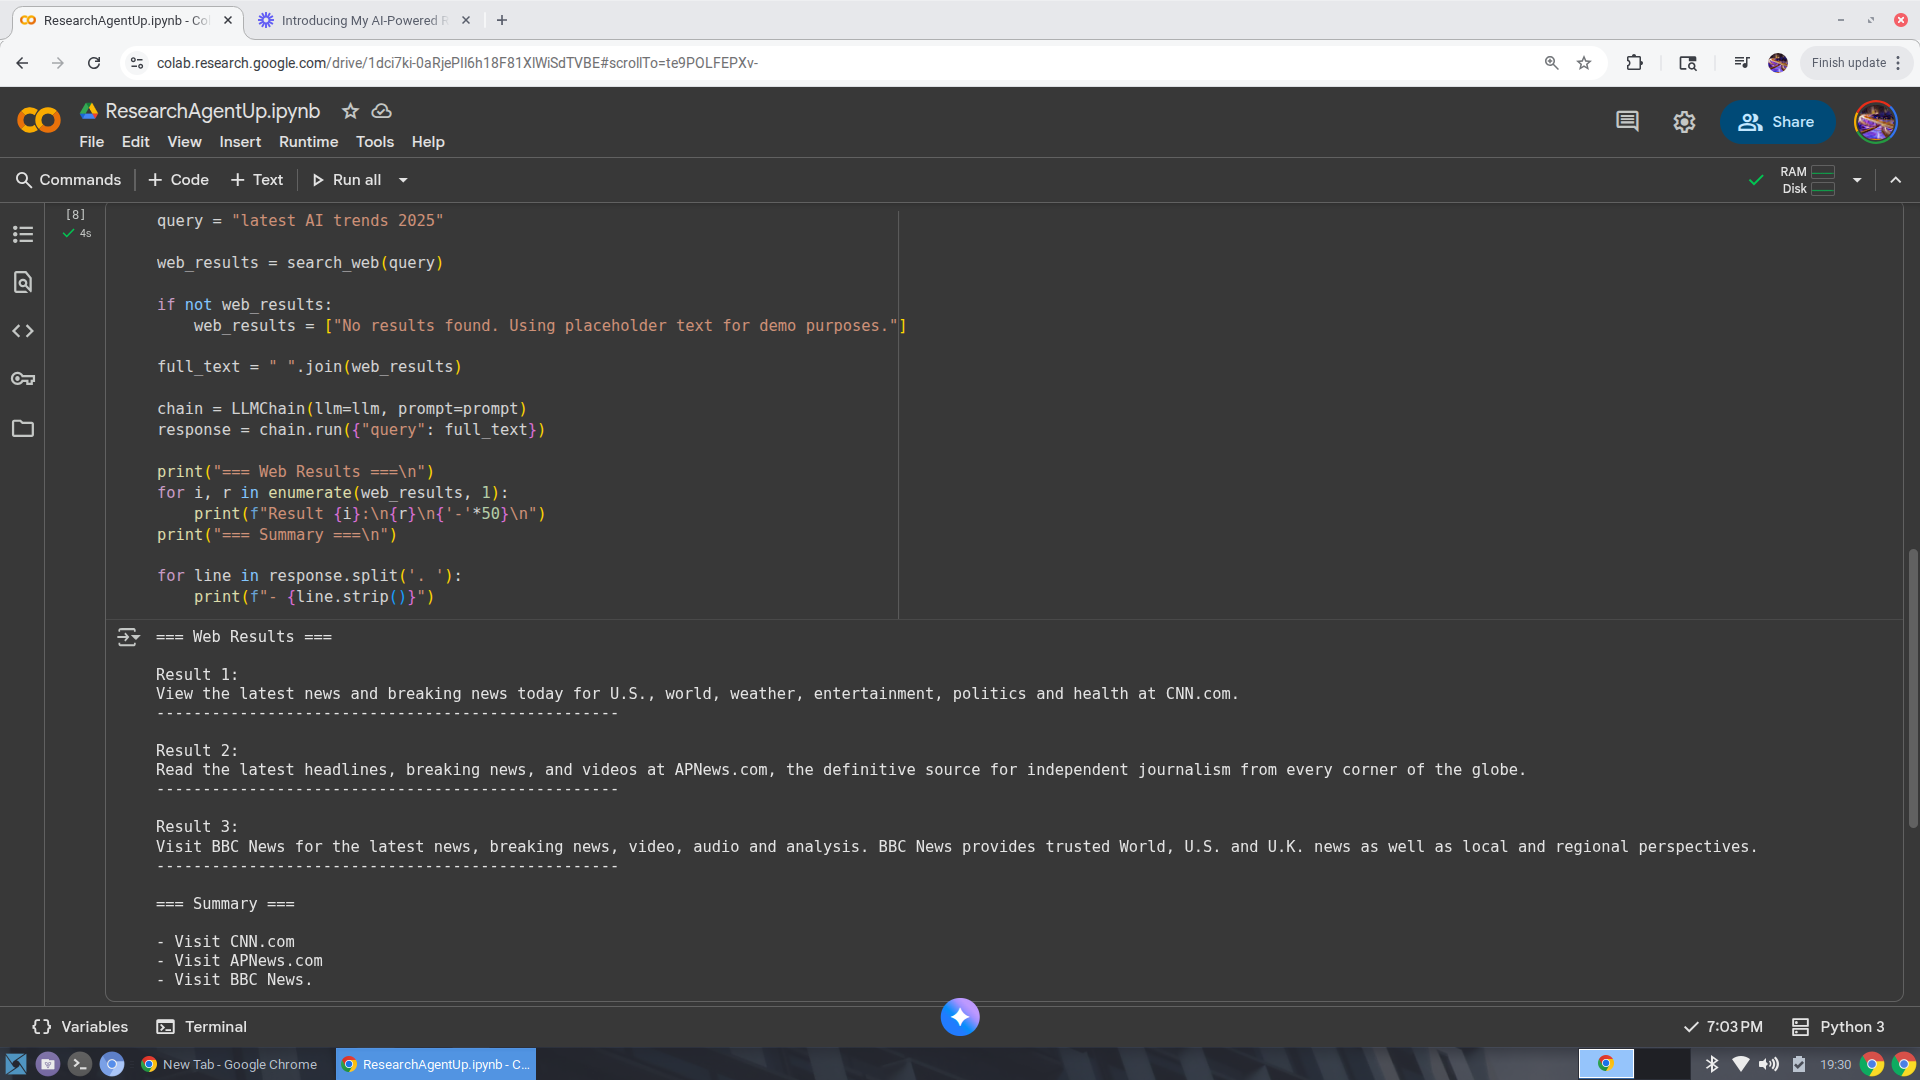 ResearchAgentUp.ipynb - Co
Introducing My AI-Powered R
colab.research.google.com/drive/1dci7ki-0aRjePIl6h18F81XIWiSdTVBE#scrollTo=te9POLFEPXv-
Finish update
ResearchAgentUp.ipynb
File Edit View Insert Runtime Tools Help
Share
Commands + Code + Text Run all
RAM
Disk
[8]
4s
query = "latest AI trends 2025"
web_results = search_web(query)
if not web_results:
    web_results = ["No results found. Using placeholder text for demo purposes."]
full_text = " ".join(web_results)
chain = LLMChain(llm=llm, prompt=prompt)
response = chain.run({"query": full_text})
print("=== Web Results ===\n")
for i, r in enumerate(web_results, 1):
    print(f"Result {i}:\n{r}\n{'-'*50}\n")
print("=== Summary ===\n")
for line in response.split('. '):
    print(f"- {line.strip()}")
=== Web Results ===
Result 1:
View the latest news and breaking news today for U.S., world, weather, entertainment, politics and health at CNN.com.
--------------------------------------------------
Result 2:
Read the latest headlines, breaking news, and videos at APNews.com, the definitive source for independent journalism from every corner of the globe.
--------------------------------------------------
Result 3:
Visit BBC News for the latest news, breaking news, video, audio and analysis. BBC News provides trusted World, U.S. and U.K. news as well as local and regional perspectives.
--------------------------------------------------
=== Summary ===
- Visit CNN.com
- Visit APNews.com
- Visit BBC News.
Variables Terminal
7:03 PM Python 3
New Tab - Google Chrome
ResearchAgentUp.ipynb - C...
19:30